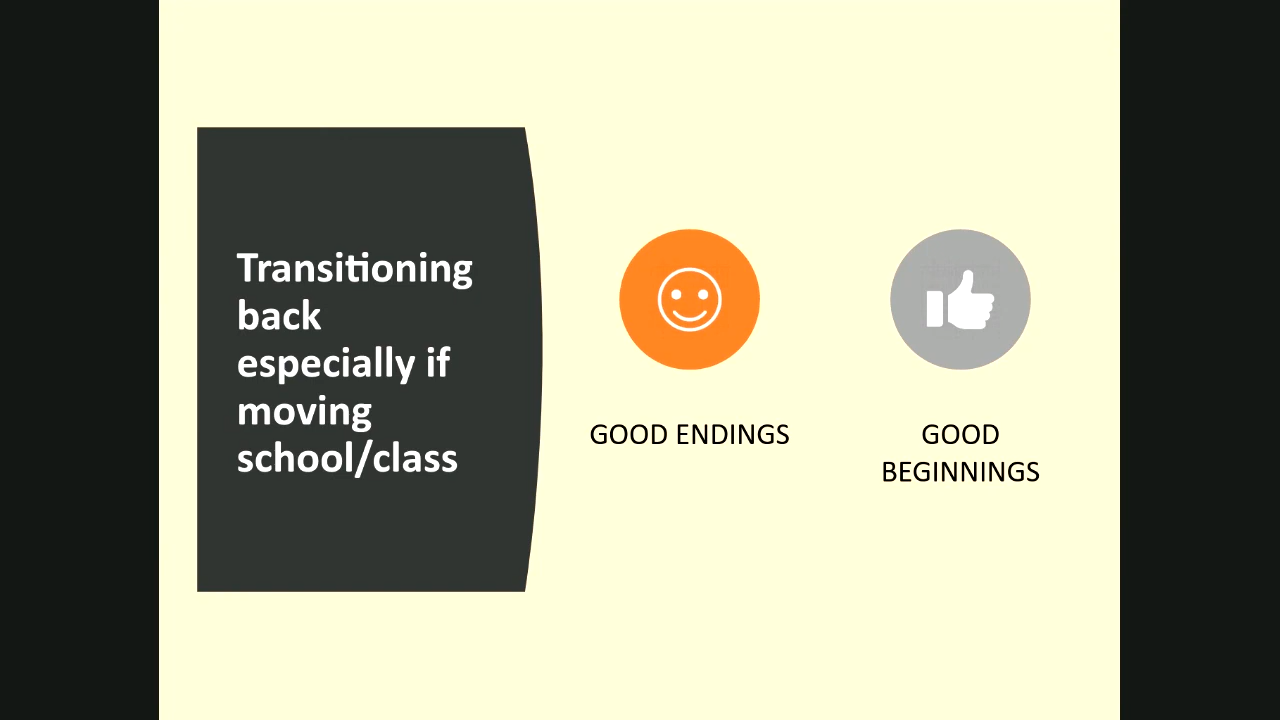 Transitioning
back
especially if
moving
school/class
GOOD ENDINGS
GOOD
BEGINNINGS